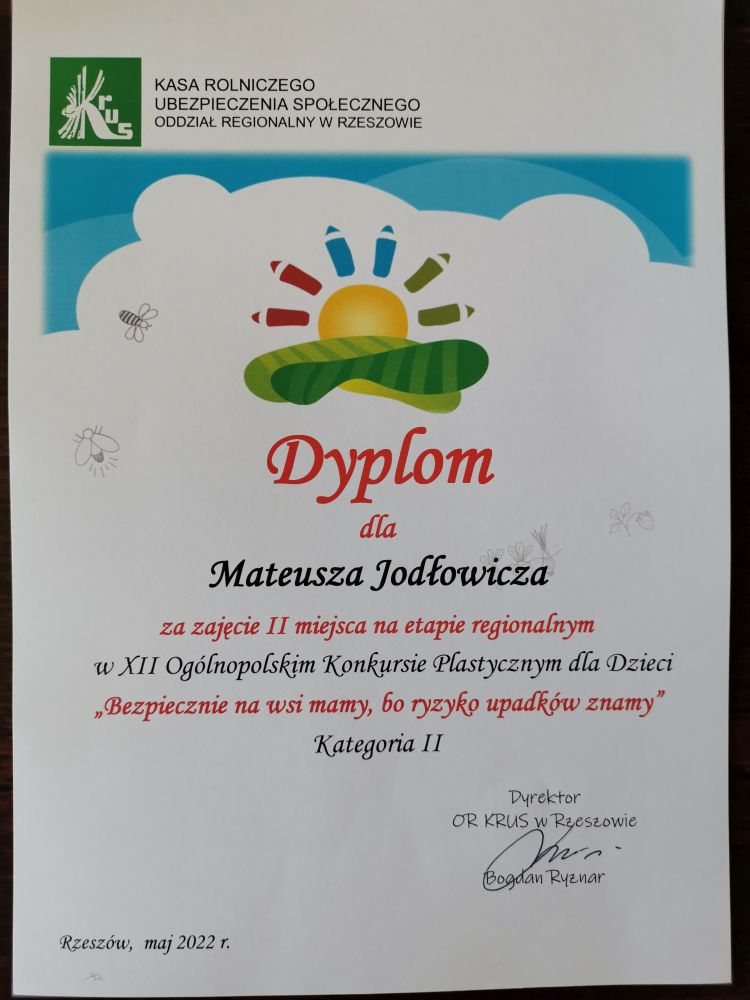 Krus
KASA ROLNICZEGO
UBEZPIECZENIA SPOŁECZNEGO
ODDZIAŁ REGIONALNY W RZESZOWIE
Dyplom
dla
Mateusza Jodłowicza
za zajęcie II miejsca na etapie regionalnym
w XII Ogólnopolskim Konkursie Plastycznym dla Dzieci
„Bezpiecznie na wsi mamy, bo ryzyko upadków znamy”
Kategoria II
Dyrektor
OR KRUS w Rzeszowie
Bogdan Ryznar
Rzeszów, maj 2022 r.